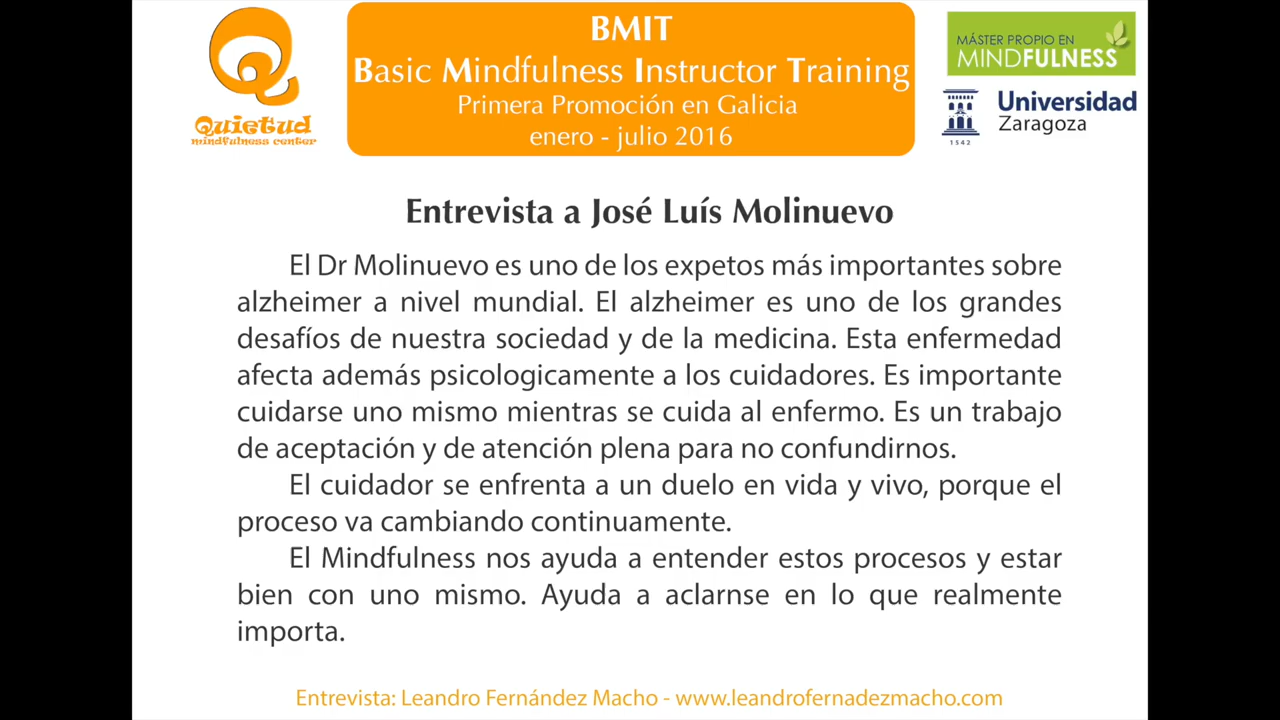 Quietud
mindfulness center
BMIT
Basic Mindfulness Instructor Training
Primera Promoción en Galicia
enero - julio 2016
MÁSTER PROPIO EN
MINDFULNESS
Universidad
Zaragoza
1542
Entrevista a José Luís Molinuevo
El Dr Molinuevo es uno de los expetos más importantes sobre
alzheimer a nivel mundial. El alzheimer es uno de los grandes
desafíos de nuestra sociedad y de la medicina. Esta enfermedad
afecta además psicologicamente a los cuidadores. Es importante
cuidarse uno mismo mientras se cuida al enfermo. Es un trabajo
de aceptación y de atención plena para no confundirnos.
El cuidador se enfrenta a un duelo en vida y vivo, porque el
proceso va cambiando continuamente.
El Mindfulness nos ayuda a entender estos procesos y estar
bien con uno mismo. Ayuda a aclarnse en lo que realmente
importa.
Entrevista: Leandro Fernández Macho - www.leandrofernadezmacho.com